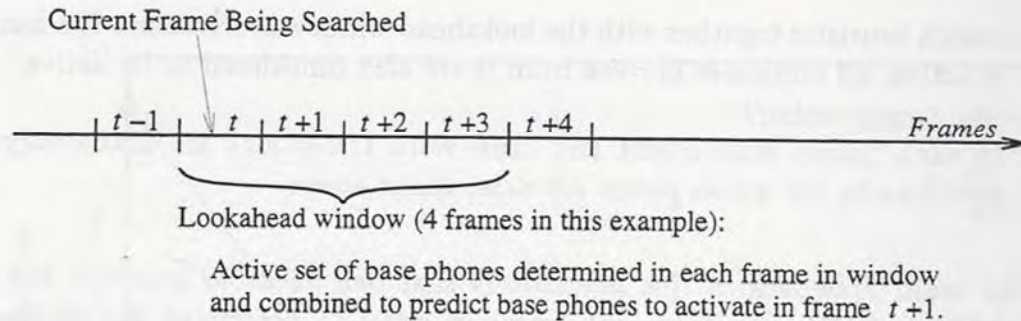 Current Frame Being Searched
t−1 t t+1 t+2 t+3 t+4 Frames
Lookahead window (4 frames in this example):
Active set of base phones determined in each frame in window
and combined to predict base phones to activate in frame t+1.